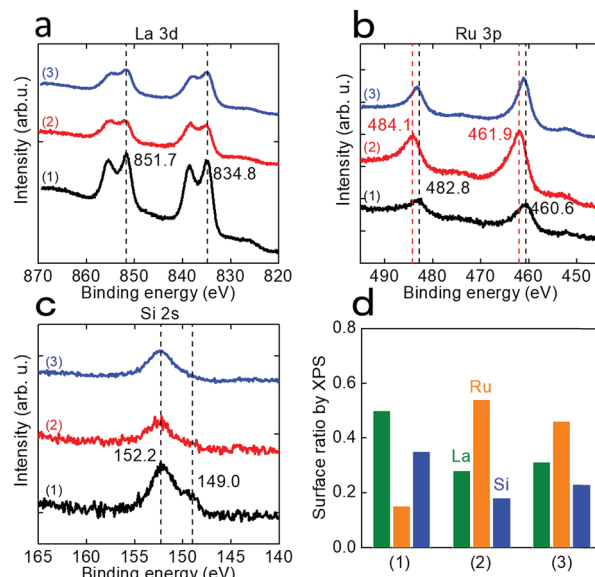 a
La 3d
Intensity (arb.u.)
(3)
(2)
(1)
851.7
834.8
870 860 850 840 830 820
Binding energy (eV)
b
Ru 3p
Intensity (arb.u.)
(3)
484.1
461.9
(2)
(1)
482.8
460.6
490 480 470 460 450
Binding energy (eV)
c
Si 2s
Intensity (arb. u.)
(3)
(2)
152.2
149.0
(1)
165 160 155 150 145 140
Binding energy (eV)
d
Surface ratio by XPS
0.8
0.6
0.4
0.2
0.0
Ru
La
Si
(1) (2) (3)